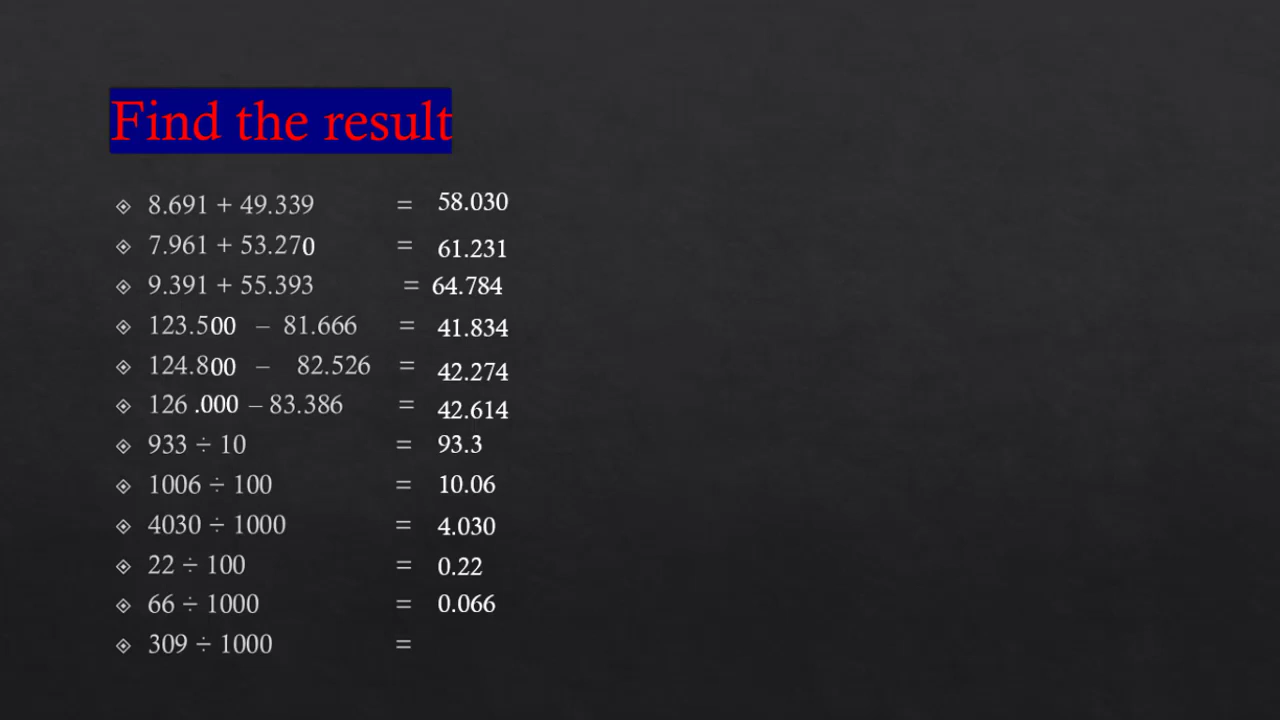 Find the result
8.691 + 49.339 = 58.030
7.961 + 53.270 = 61.231
9.391 + 55.393 = 64.784
123.500 – 81.666 = 41.834
124.800 – 82.526 = 42.274
126 .000 – 83.386 = 42.614
933 ÷ 10 = 93.3
1006 ÷ 100 = 10.06
4030 ÷ 1000 = 4.030
22 ÷ 100 = 0.22
66 ÷ 1000 = 0.066
309 ÷ 1000 =